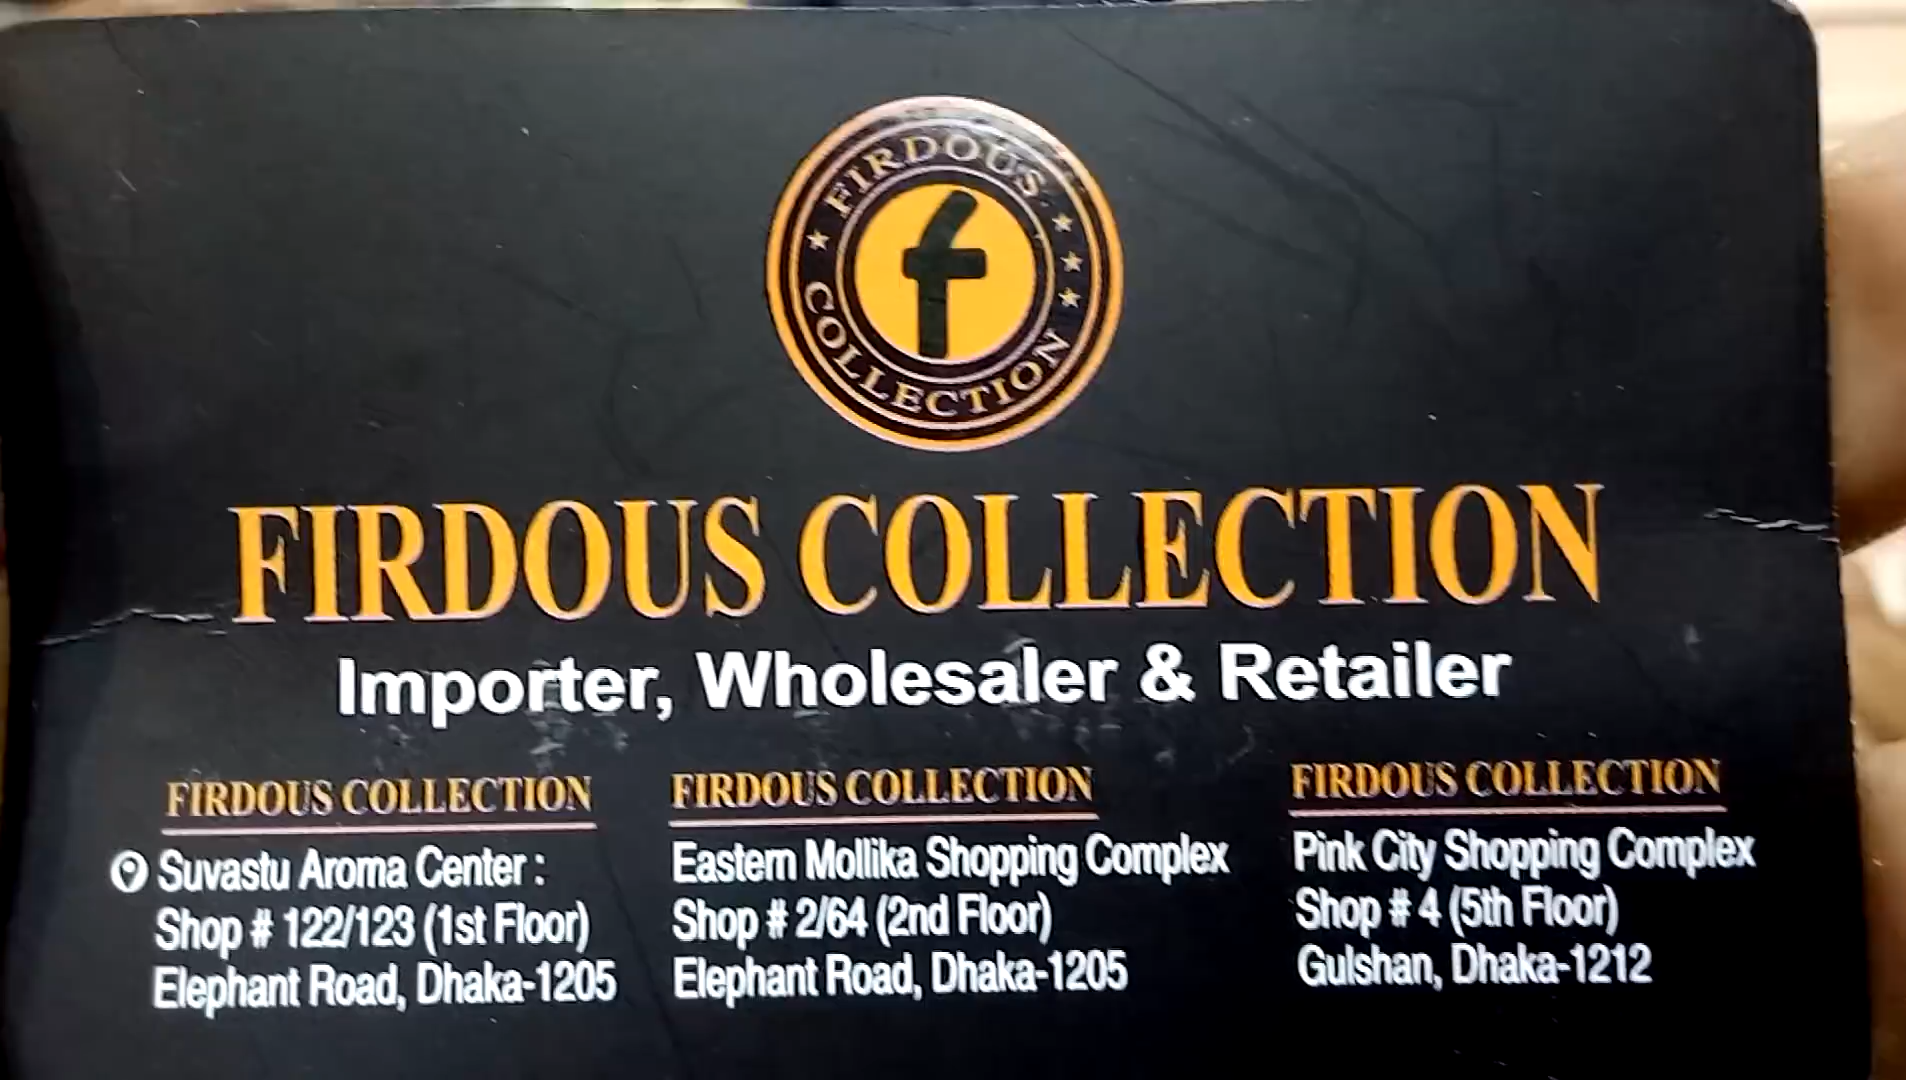 FIRDOUS
COLLECTION
f
FIRDOUS COLLECTION
Importer, Wholesaler & Retailer
FIRDOUS COLLECTION
Suvastu Aroma Center :
Shop # 122/123 (1st Floor)
Elephant Road, Dhaka-1205
FIRDOUS COLLECTION
Eastern Mollika Shopping Complex
Shop # 2/64 (2nd Floor)
Elephant Road, Dhaka-1205
FIRDOUS COLLECTION
Pink City Shopping Complex
Shop # 4 (5th Floor)
Gulshan, Dhaka-1212